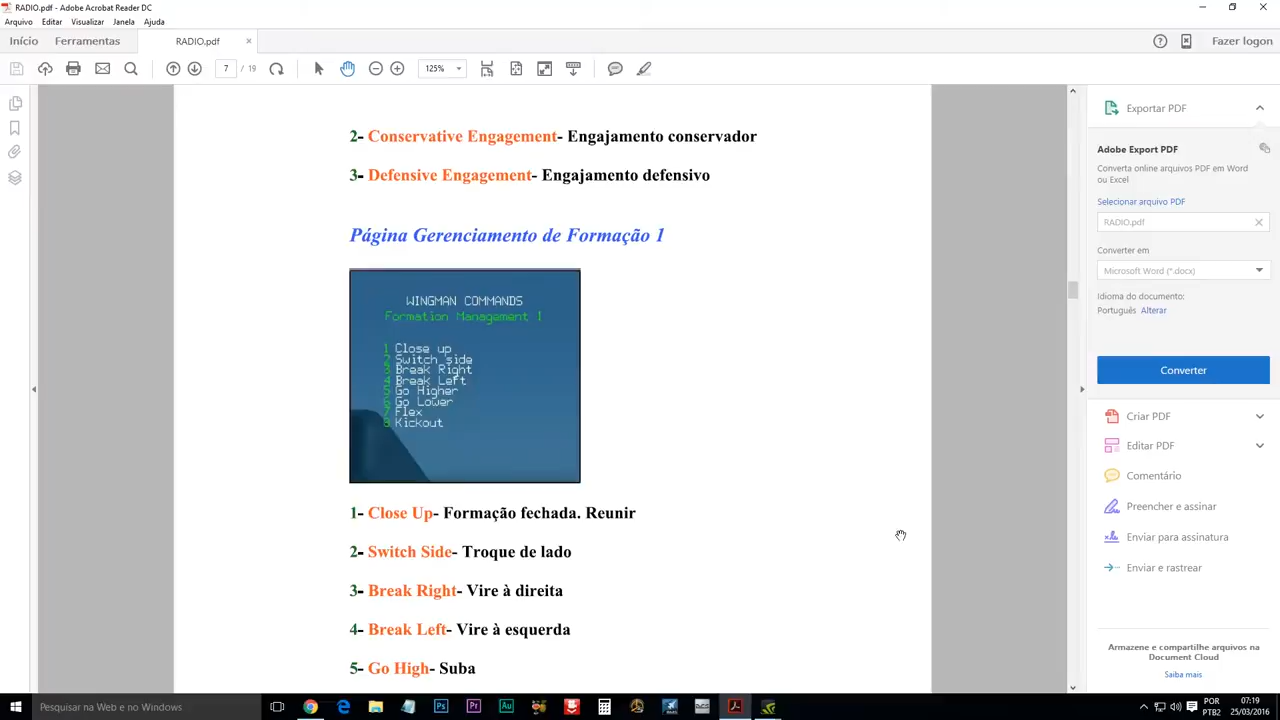 RADIO.pdf - Adobe Acrobat Reader DC
Arquivo Editar Visualizar Janela Ajuda
Início Ferramentas RADIO.pdf × Fazer logon
7 / 19 125%
2- Conservative Engagement- Engajamento conservador
3- Defensive Engagement- Engajamento defensivo
Página Gerenciamento de Formação 1
WINGMAN COMMANDS
Formation Management 1
1 Close up
2 Switch side
3 Break Right
4 Break Left
5 Go Higher
6 Go Lower
7 Flex
8 Kickout
1- Close Up- Formação fechada. Reunir
2- Switch Side- Troque de lado
3- Break Right- Vire à direita
4- Break Left- Vire à esquerda
5- Go High- Suba
Exportar PDF
Adobe Export PDF
Converta online arquivos PDF em Word
ou Excel
Selecionar arquivo PDF
RADIO.pdf
Converter em
Microsoft Word (*.docx)
Idioma do documento:
Português Alterar
Converter
Criar PDF
Editar PDF
Comentário
Preencher e assinar
Enviar para assinatura
Enviar e rastrear
Armazene e compartilhe arquivos na
Document Cloud
Saiba mais
Pesquisar na Web e no Windows
Ps Pr Au DCS
POR
PTB2
07:19
25/03/2016